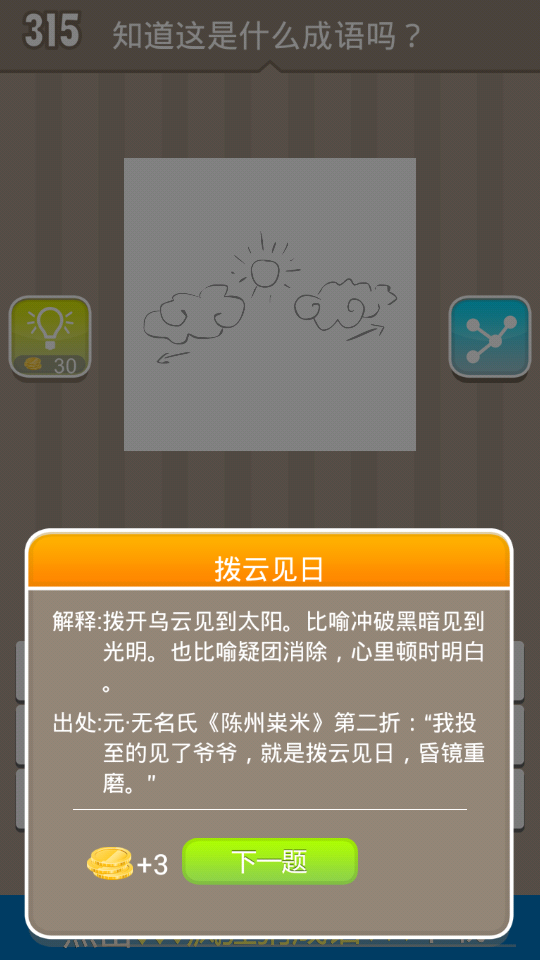 315 知道这是什么成语吗？
30
拨云见日
解释:拨开乌云见到太阳。比喻冲破黑暗见到
光明。也比喻疑团消除，心里顿时明白
。
出处:元·无名氏《陈州粜米》第二折：“我投
至的见了爷爷，就是拨云见日，昏镜重
磨。”
+3 下一题